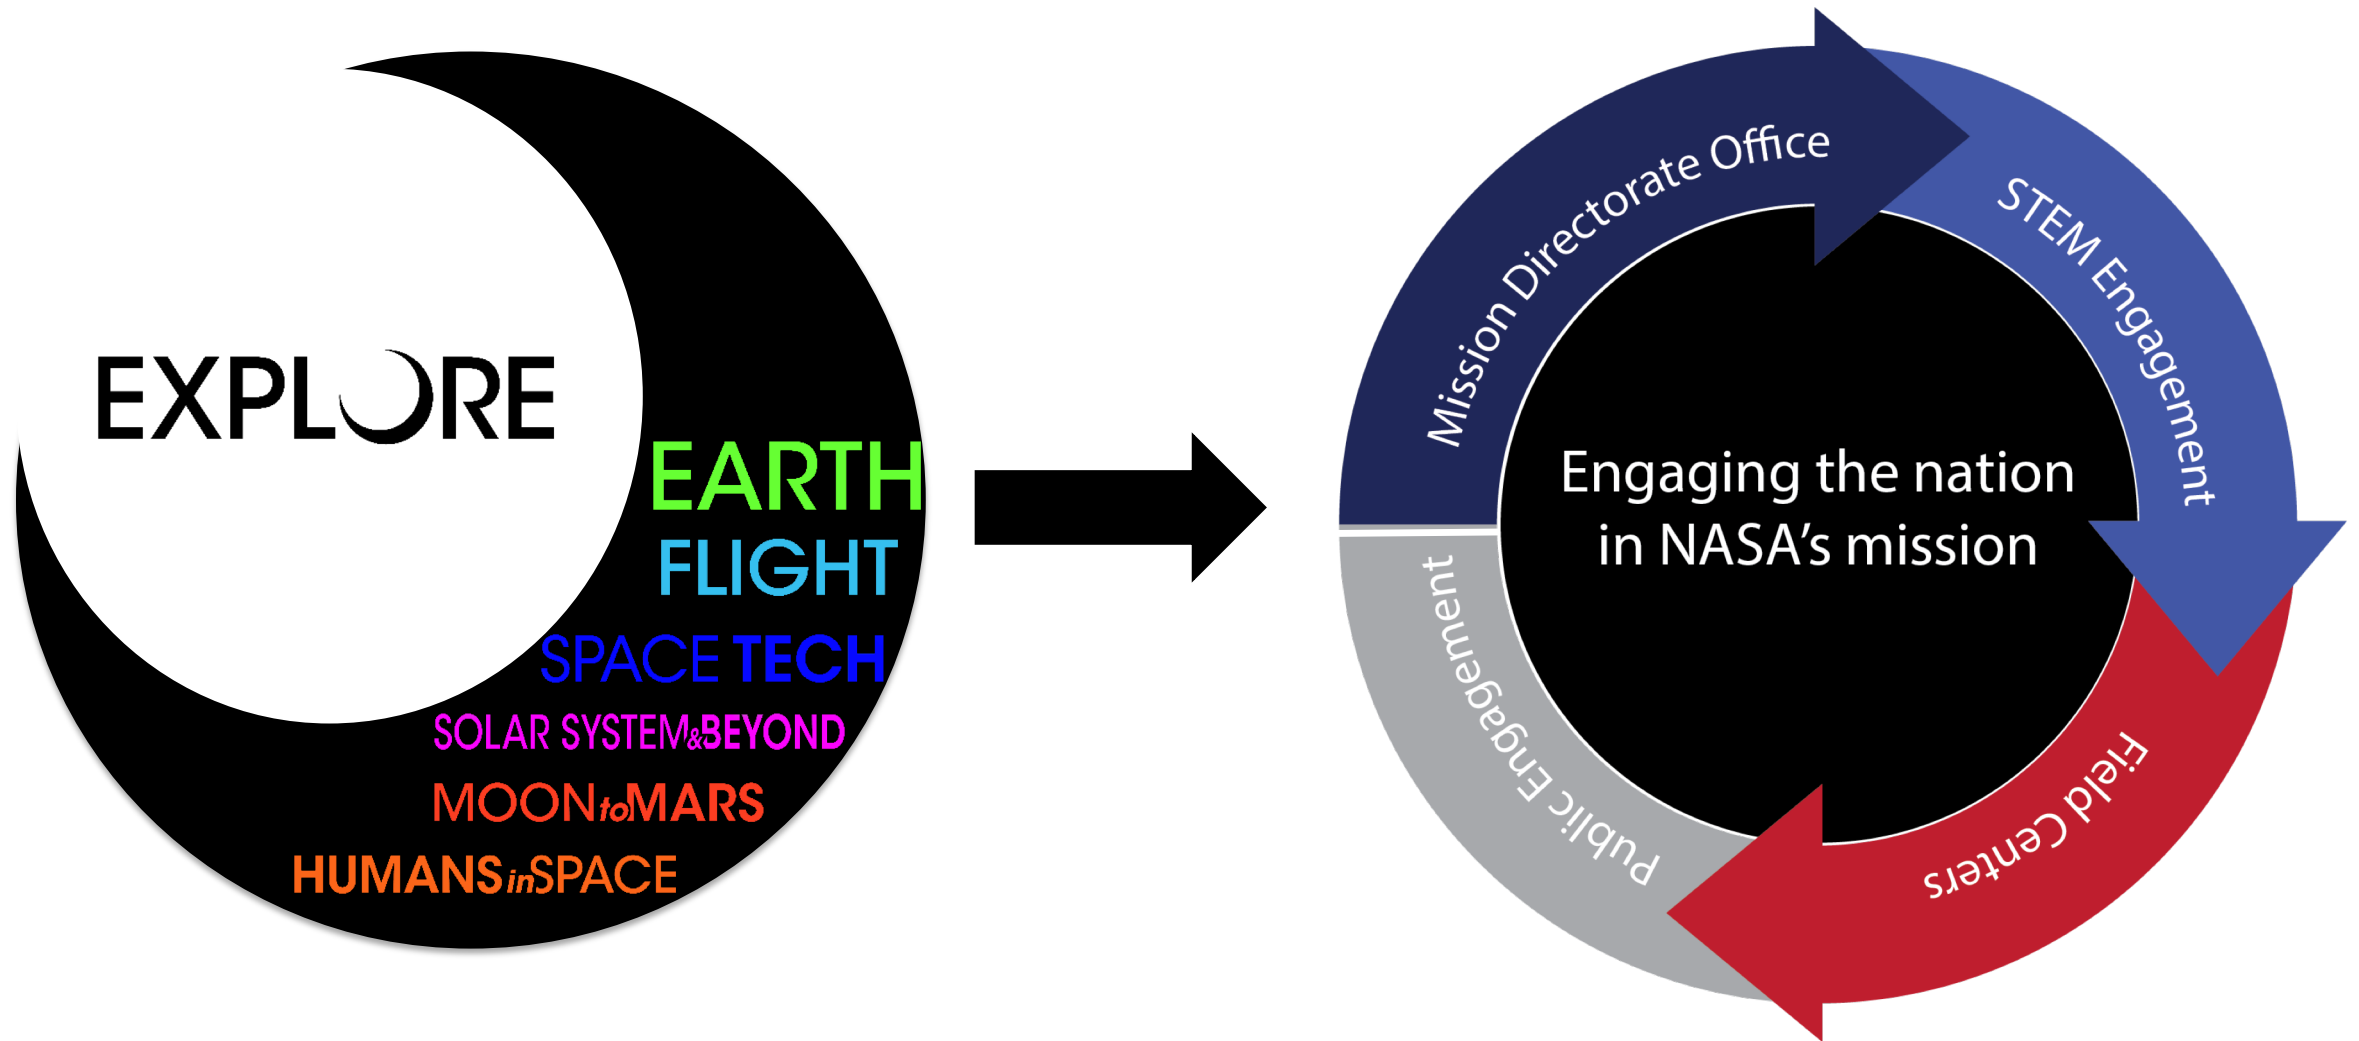 EXPLORE
EARTH
FLIGHT
SPACE TECH
SOLAR SYSTEM&BEYOND
MOONtoMARS
HUMANSinSPACE
Mission Directorate Office
STEM Engagement
Field Centers
Public Engagement
Engaging the nation
in NASA’s mission